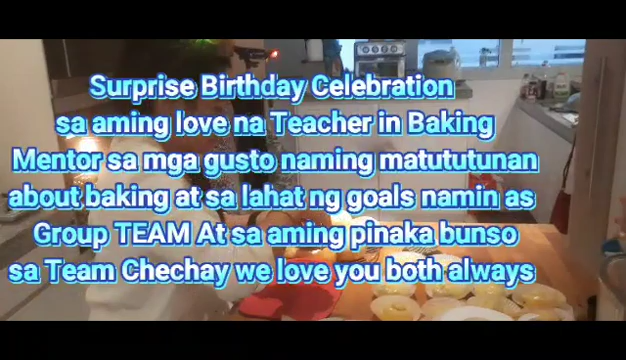 Surprise Birthday Celebration
sa aming love na Teacher in Baking
Mentor sa mga gusto naming matututunan
about baking at sa lahat ng goals namin as
Group TEAM At sa aming pinaka bunso
sa Team Chechay we love you both always